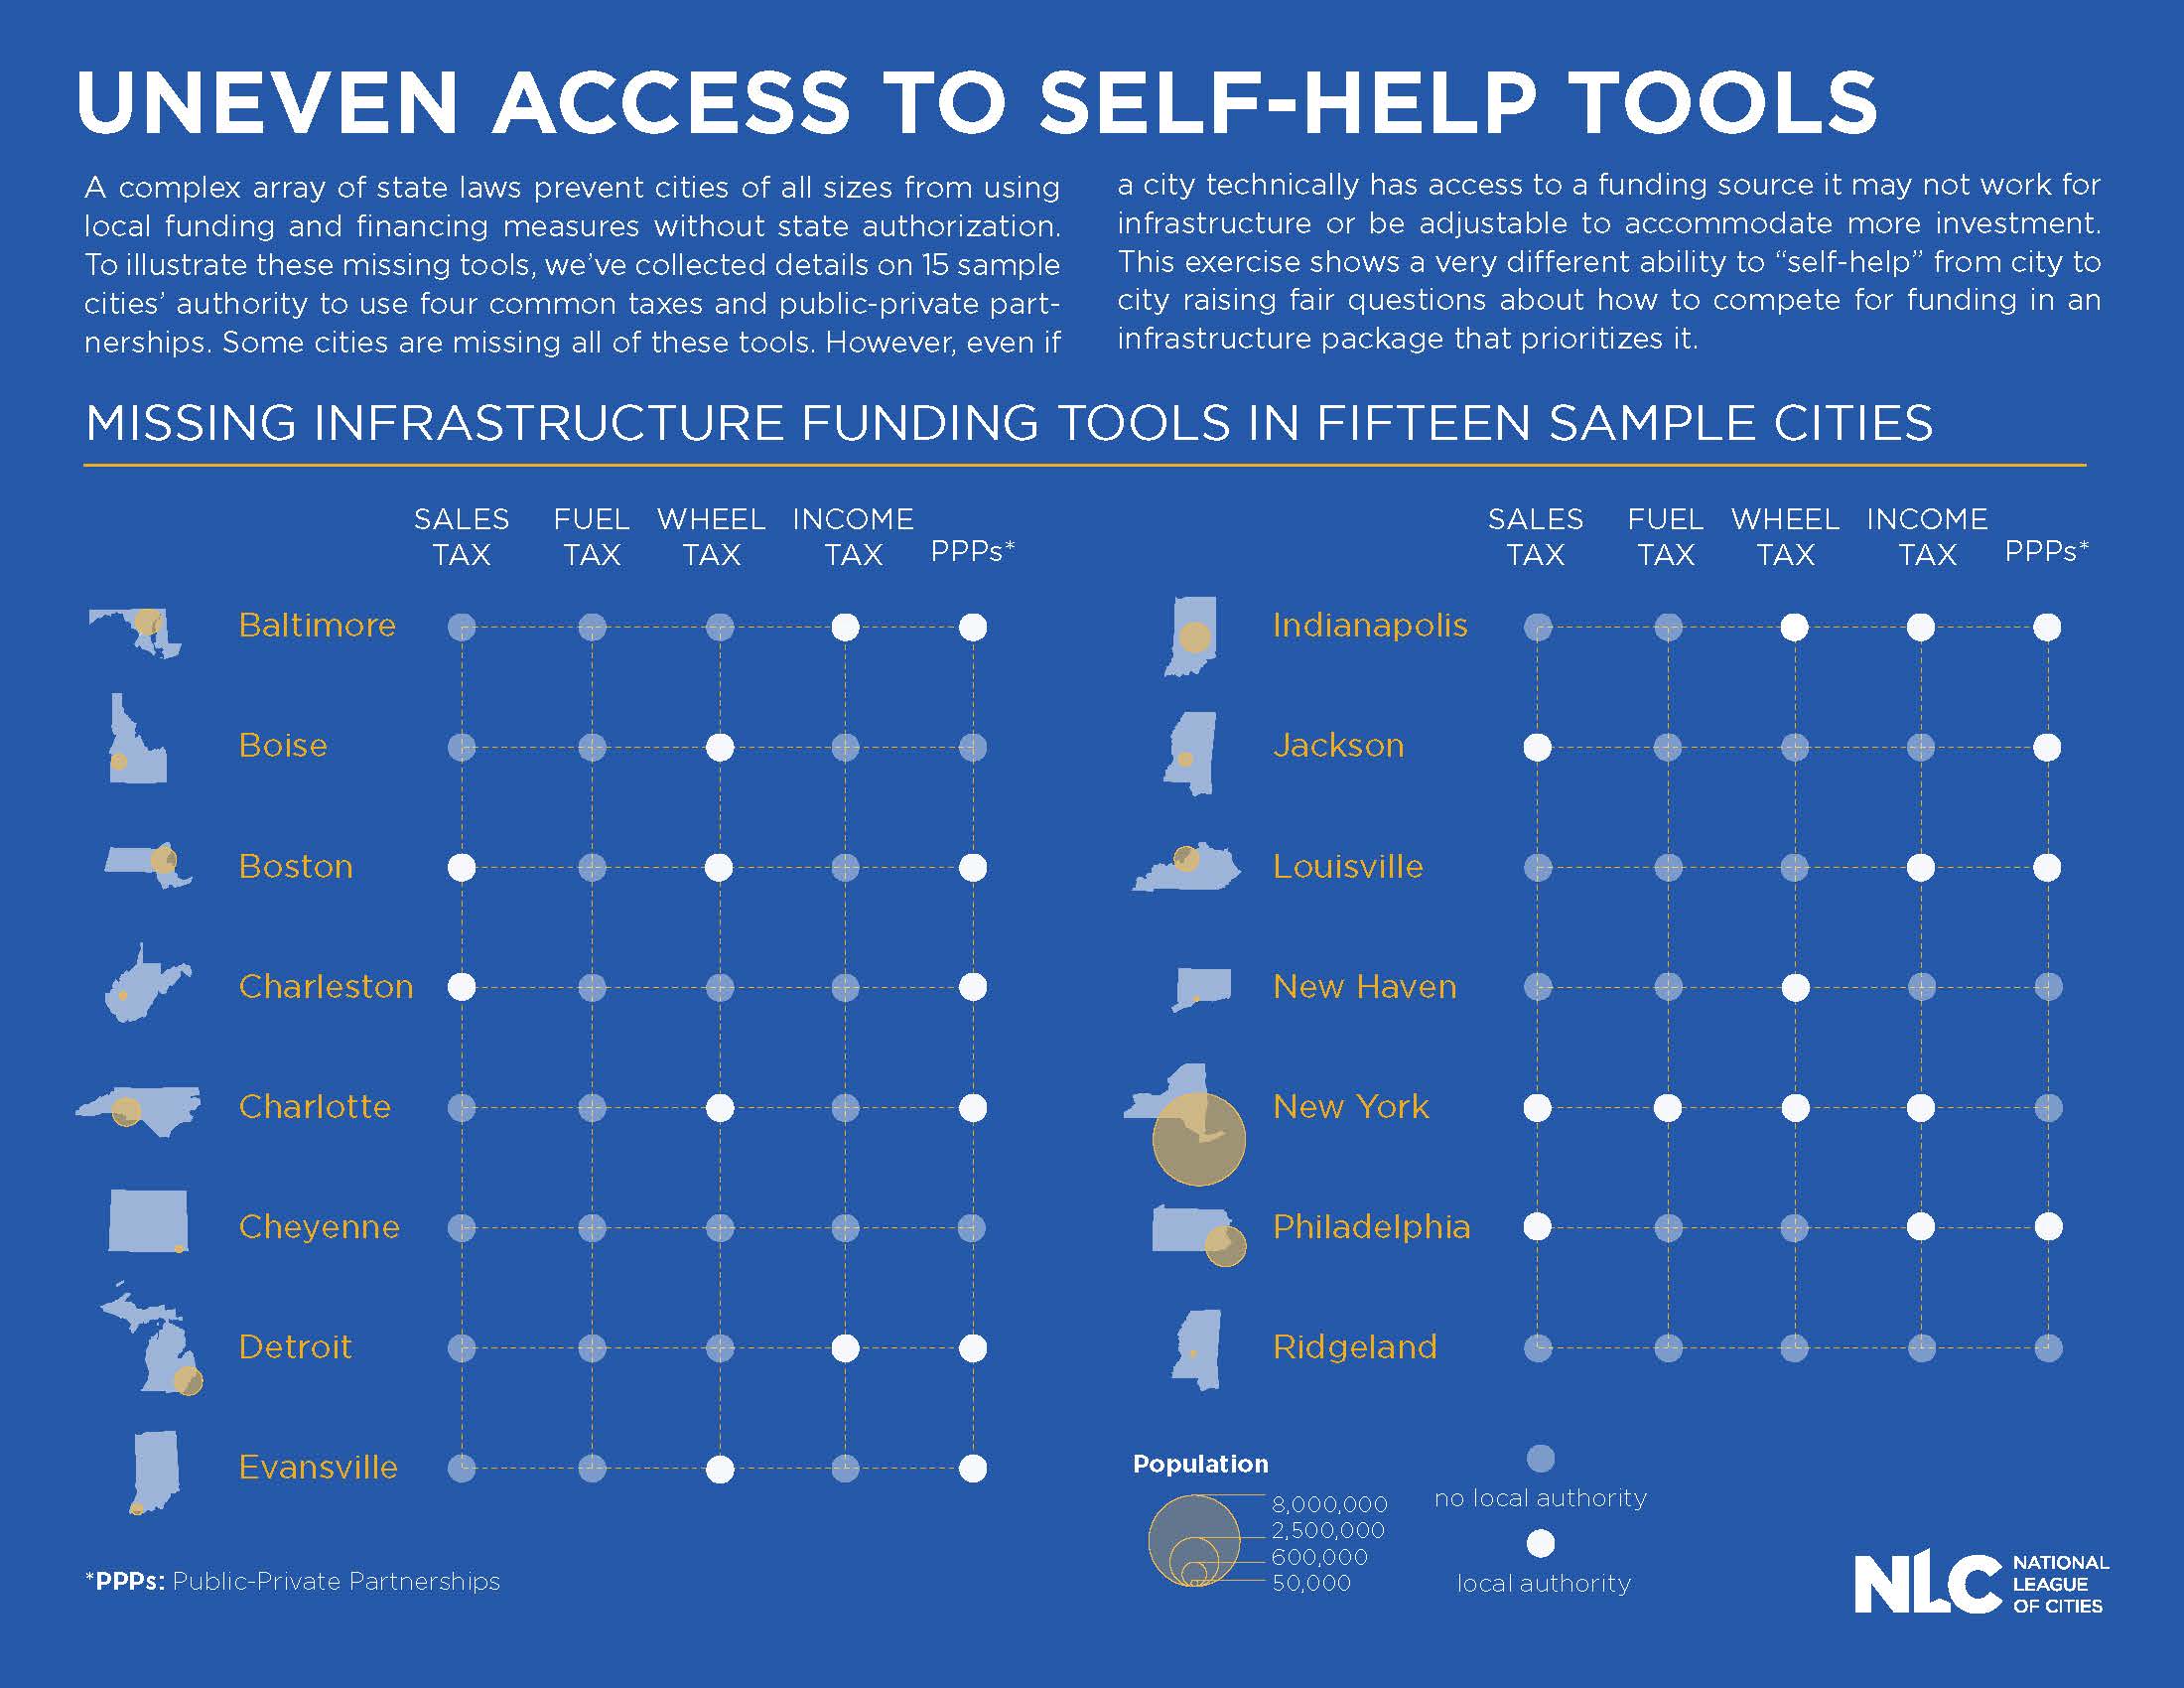 UNEVEN ACCESS TO SELF-HELP TOOLS
A complex array of state laws prevent cities of all sizes from using
local funding and financing measures without state authorization.
To illustrate these missing tools, we've collected details on 15 sample
cities' authority to use four common taxes and public-private part-
nerships. Some cities are missing all of these tools. However, even if
a city technically has access to a funding source it may not work for
infrastructure or be adjustable to accommodate more investment.
This exercise shows a very different ability to “self-help” from city to
city raising fair questions about how to compete for funding in an
infrastructure package that prioritizes it.
MISSING INFRASTRUCTURE FUNDING TOOLS IN FIFTEEN SAMPLE CITIES
SALES TAX
FUEL TAX
WHEEL TAX
INCOME TAX
PPPs*
Baltimore
Boise
Boston
Charleston
Charlotte
Cheyenne
Detroit
Evansville
*PPPs: Public-Private Partnerships
SALES TAX
FUEL TAX
WHEEL TAX
INCOME TAX
PPPs*
Indianapolis
Jackson
Louisville
New Haven
New York
Philadelphia
Ridgeland
Population
8,000,000
2,500,000
600,000
50,000
no local authority
local authority
NLC
NATIONAL
LEAGUE
OF CITIES